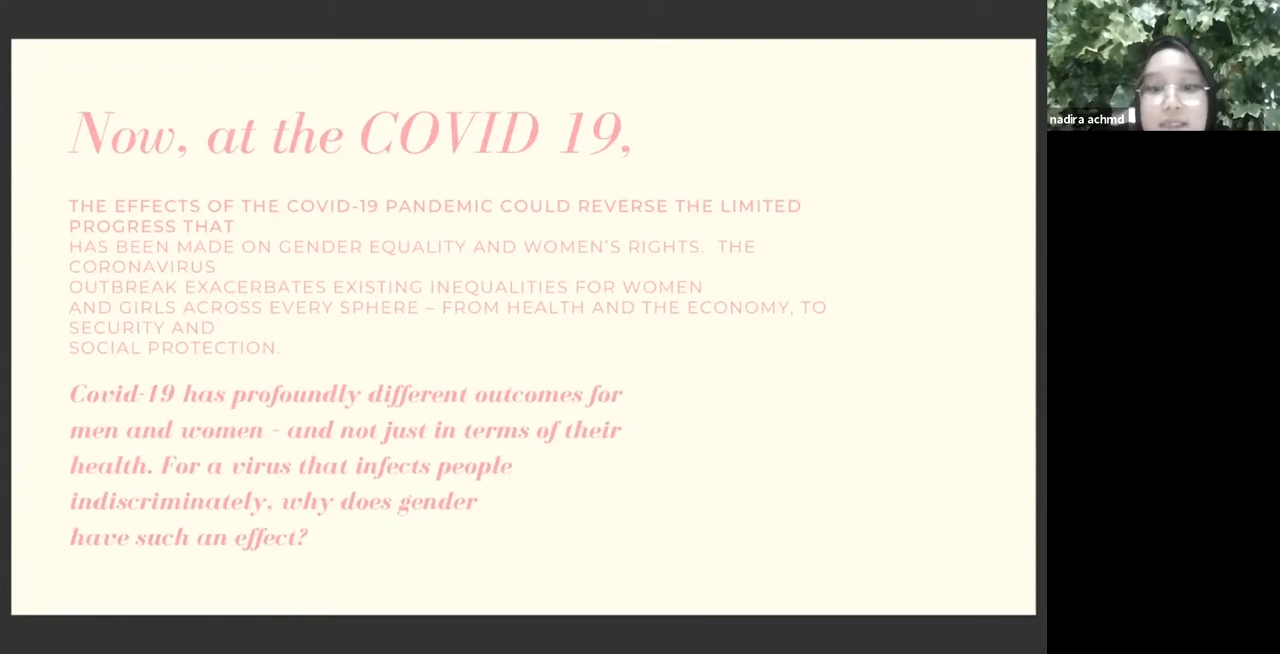 Now, at the COVID 19,
THE EFFECTS OF THE COVID-19 PANDEMIC COULD REVERSE THE LIMITED
PROGRESS THAT
HAS BEEN MADE ON GENDER EQUALITY AND WOMEN'S RIGHTS.  THE
CORONAVIRUS
OUTBREAK EXACERBATES EXISTING INEQUALITIES FOR WOMEN
AND GIRLS ACROSS EVERY SPHERE – FROM HEALTH AND THE ECONOMY, TO
SECURITY AND
SOCIAL PROTECTION.
Covid-19 has profoundly different outcomes for
men and women - and not just in terms of their
health. For a virus that infects people
indiscriminately, why does gender
have such an effect?
nadira achmd